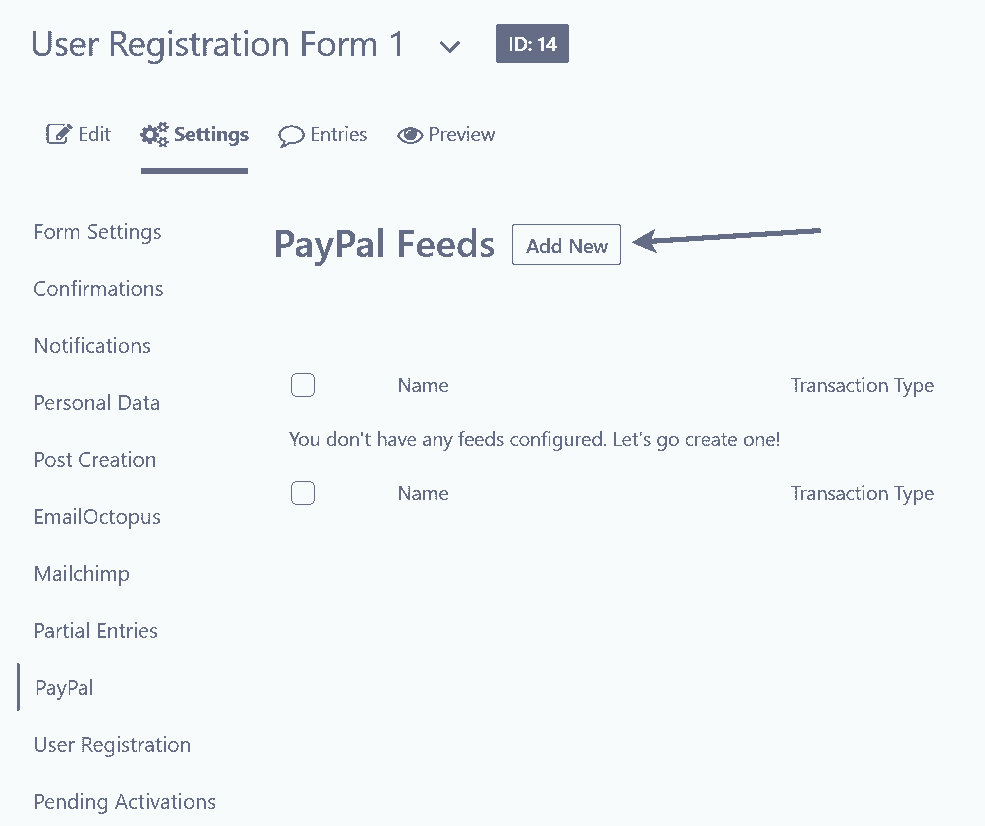 User Registration Form 1 ID: 14
Edit Settings Entries Preview
Form Settings
Confirmations
Notifications
Personal Data
Post Creation
EmailOctopus
Mailchimp
Partial Entries
PayPal
User Registration
Pending Activations
PayPal Feeds Add New
Name Transaction Type
You don't have any feeds configured. Let's go create one!
Name Transaction Type